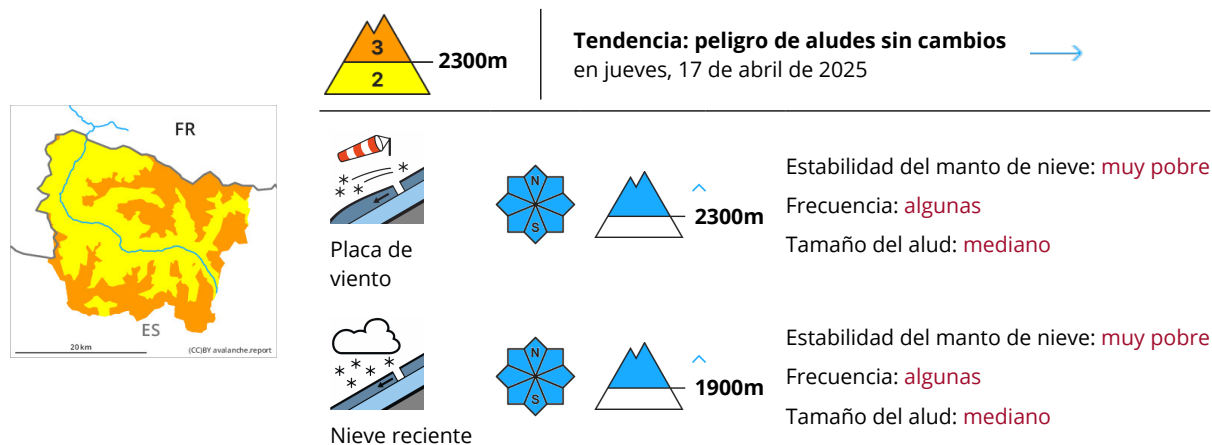 3
2
2300m
Tendencia: peligro de aludes sin cambios
en jueves, 17 de abril de 2025
FR
ES
20 km
(CC)BY avalanche.report
Placa de
viento
N
S
2300m
Estabilidad del manto de nieve: muy pobre
Frecuencia: algunas
Tamaño del alud: mediano
Nieve reciente
N
S
1900m
Estabilidad del manto de nieve: muy pobre
Frecuencia: algunas
Tamaño del alud: mediano